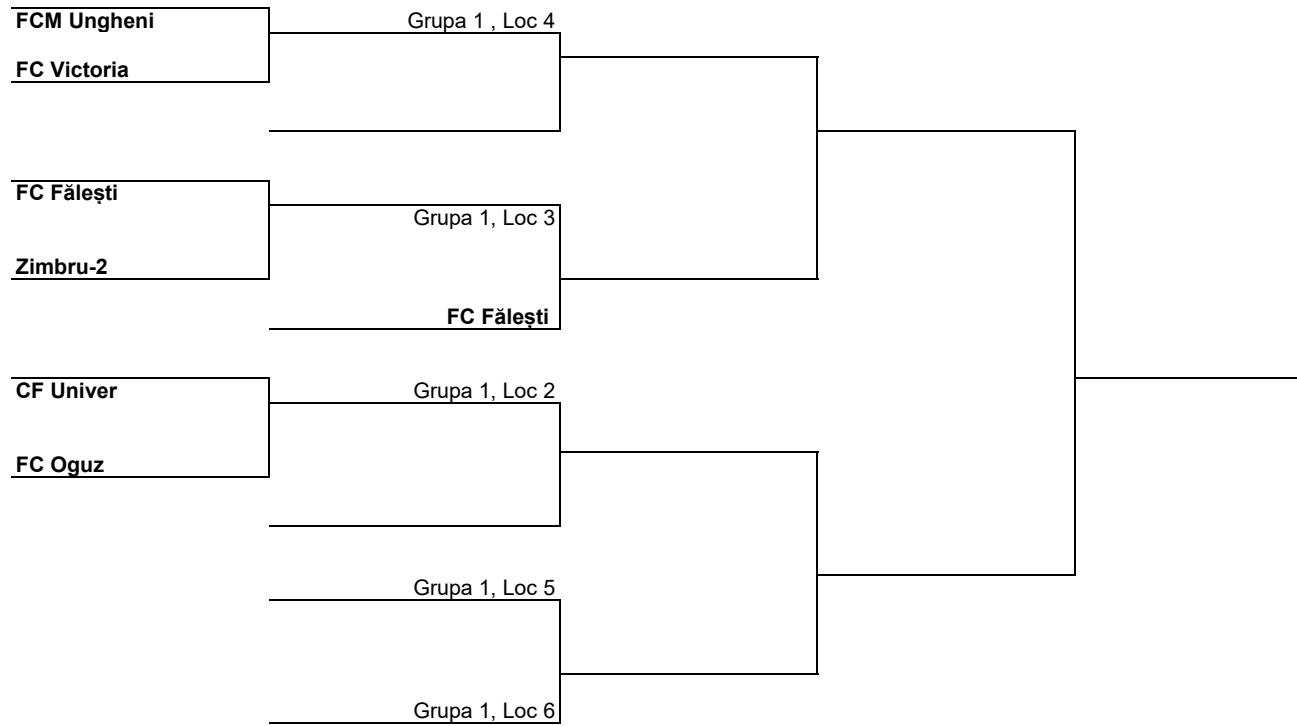 FCM Ungheni
Grupa 1 , Loc 4
FC Victoria
FC Fălești
Grupa 1, Loc 3
Zimbru-2
FC Fălești
CF Univer
Grupa 1, Loc 2
FC Oguz
Grupa 1, Loc 5
Grupa 1, Loc 6